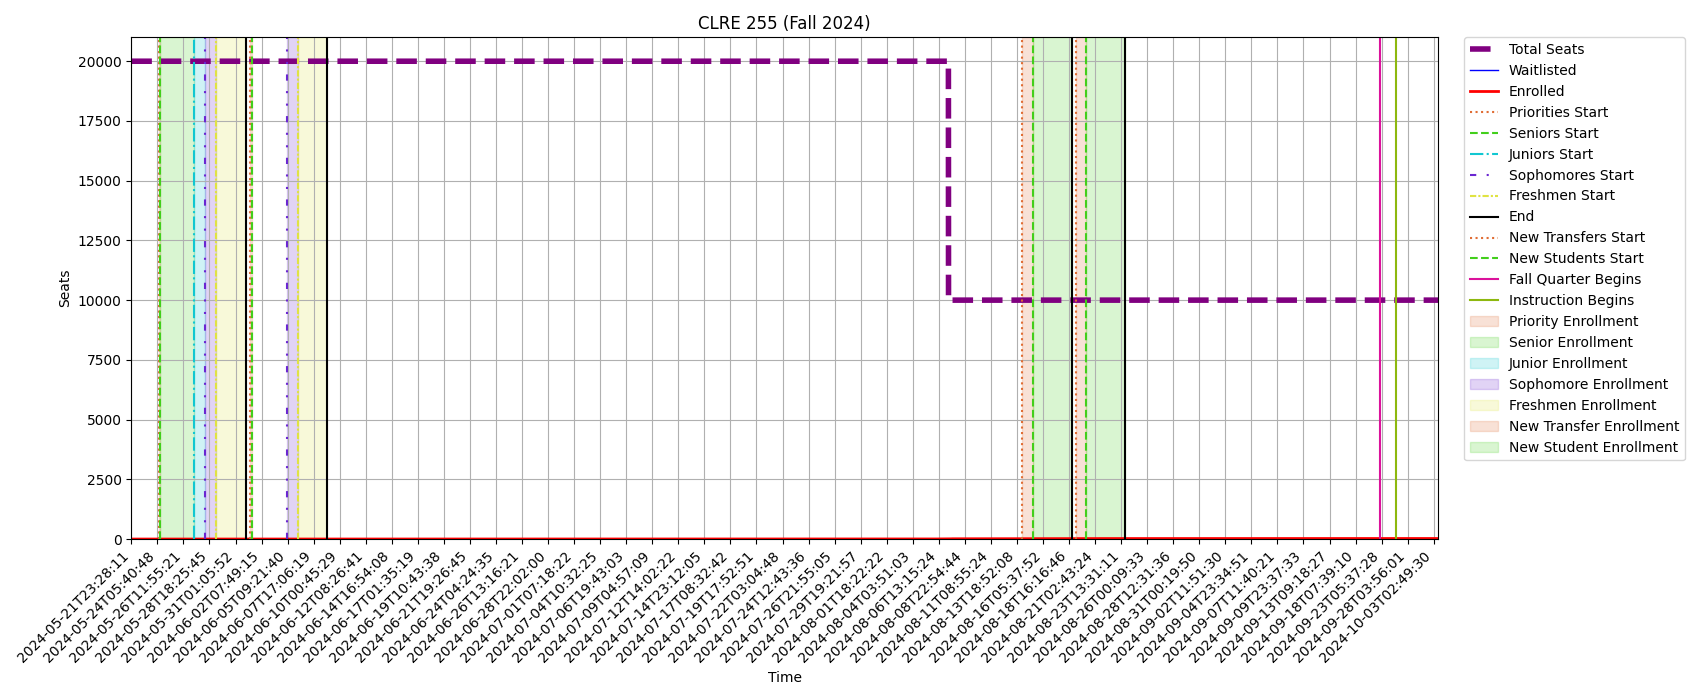 CLRE 255 (Fall 2024)
20000
17500
15000
12500
10000
7500
5000
2500
0
Seats
2024-05-21T23:28:11
2024-05-24T05:40:48
2024-05-26T11:55:21
2024-05-28T18:25:45
2024-05-31T01:05:52
2024-06-02T07:49:15
2024-06-05T09:21:40
2024-06-07T17:06:19
2024-06-10T00:45:29
2024-06-12T08:26:41
2024-06-14T16:54:08
2024-06-17T01:35:19
2024-06-19T10:43:38
2024-06-21T19:26:45
2024-06-24T04:24:35
2024-06-26T13:16:21
2024-06-28T22:02:00
2024-07-01T07:18:22
2024-07-04T10:32:25
2024-07-06T19:43:03
2024-07-09T04:57:09
2024-07-12T14:02:22
2024-07-14T23:12:05
2024-07-17T08:32:42
2024-07-19T17:52:51
2024-07-22T03:04:48
2024-07-24T12:43:36
2024-07-26T21:55:05
2024-07-29T19:21:57
2024-08-01T18:22:22
2024-08-04T03:51:03
2024-08-06T13:15:24
2024-08-08T22:54:44
2024-08-11T08:55:24
2024-08-13T18:52:08
2024-08-16T05:37:52
2024-08-18T16:16:46
2024-08-21T02:43:24
2024-08-23T13:31:11
2024-08-26T00:09:33
2024-08-28T12:31:36
2024-08-31T00:19:50
2024-09-02T11:51:30
2024-09-04T23:34:51
2024-09-07T11:40:21
2024-09-09T23:37:33
2024-09-13T09:18:27
2024-09-18T07:39:10
2024-09-23T05:37:28
2024-09-28T03:56:01
2024-10-03T02:49:30
Time
Total Seats
Waitlisted
Enrolled
Priorities Start
Seniors Start
Juniors Start
Sophomores Start
Freshmen Start
End
New Transfers Start
New Students Start
Fall Quarter Begins
Instruction Begins
Priority Enrollment
Senior Enrollment
Junior Enrollment
Sophomore Enrollment
Freshmen Enrollment
New Transfer Enrollment
New Student Enrollment